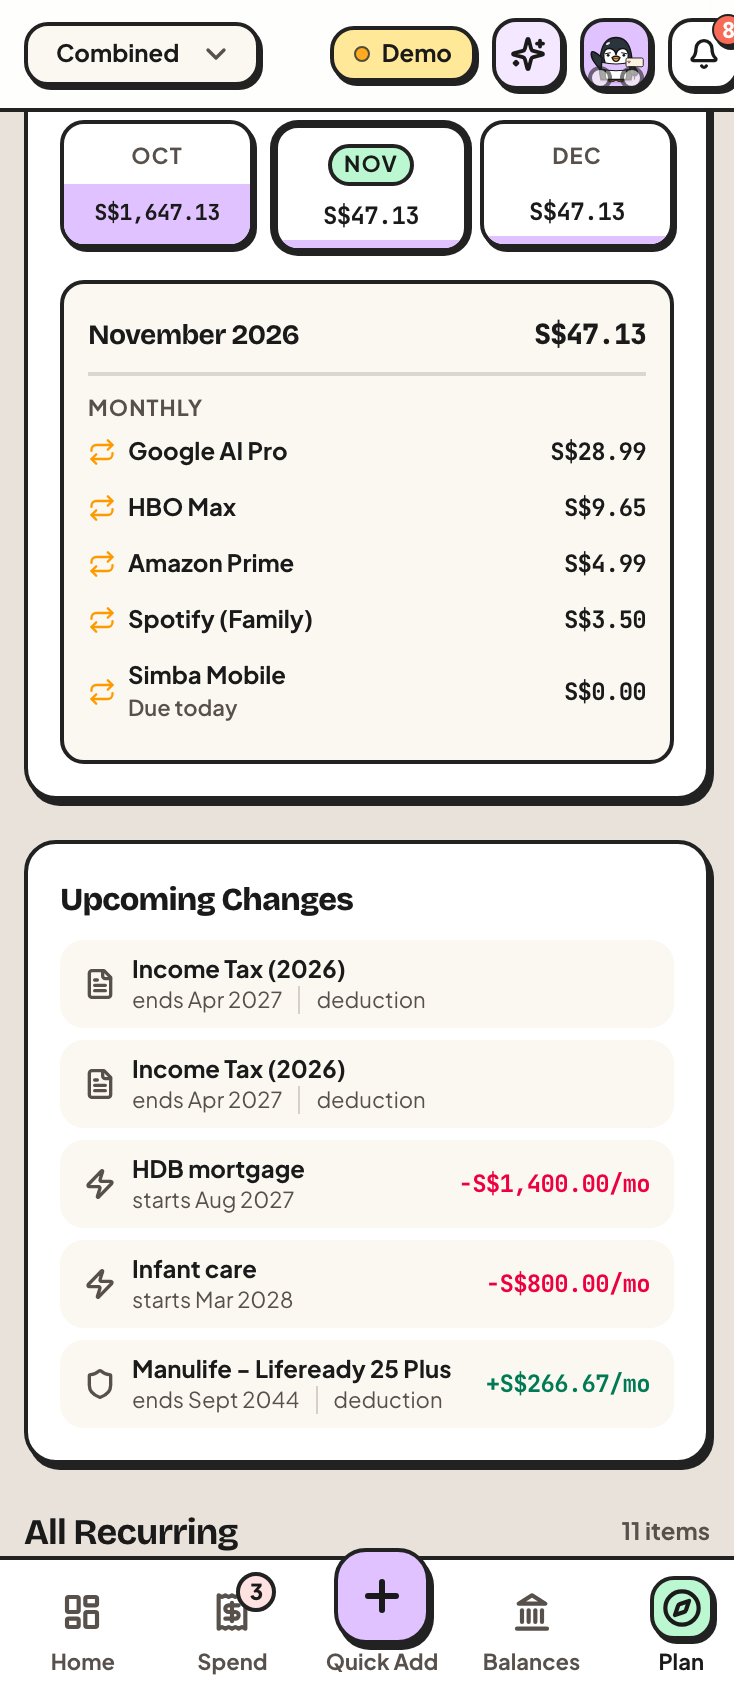 Combined
Demo
8
OCT
NOV
DEC
S$1,647.13
S$47.13
S$47.13
November 2026 S$47.13
MONTHLY
Google AI Pro S$28.99
HBO Max S$9.65
Amazon Prime S$4.99
Spotify (Family) S$3.50
Simba Mobile S$0.00
Due today
Upcoming Changes
Income Tax (2026)
ends Apr 2027 | deduction
Income Tax (2026)
ends Apr 2027 | deduction
HDB mortgage -S$1,400.00/mo
starts Aug 2027
Infant care -S$800.00/mo
starts Mar 2028
Manulife - Lifeready 25 Plus +S$266.67/mo
ends Sept 2044 | deduction
All Recurring 11 items
3
Home Spend Quick Add Balances Plan